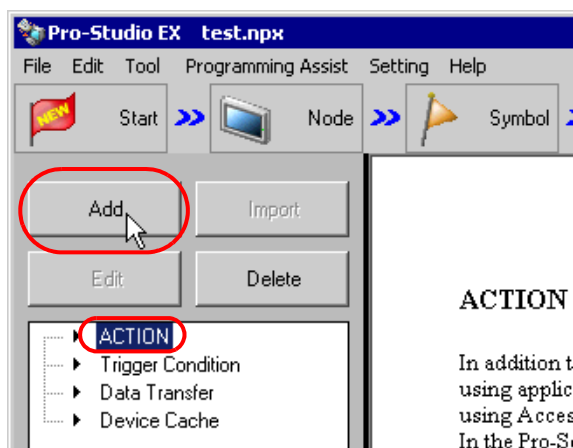 Pro-Studio EX test.npx
File Edit Tool Programming Assist Setting Help
NEW Start Node Symbol
Add Import
Edit Delete
ACTION
Trigger Condition
Data Transfer
Device Cache
ACTION
In addition t
using applic
using Acces
In the Pro-St